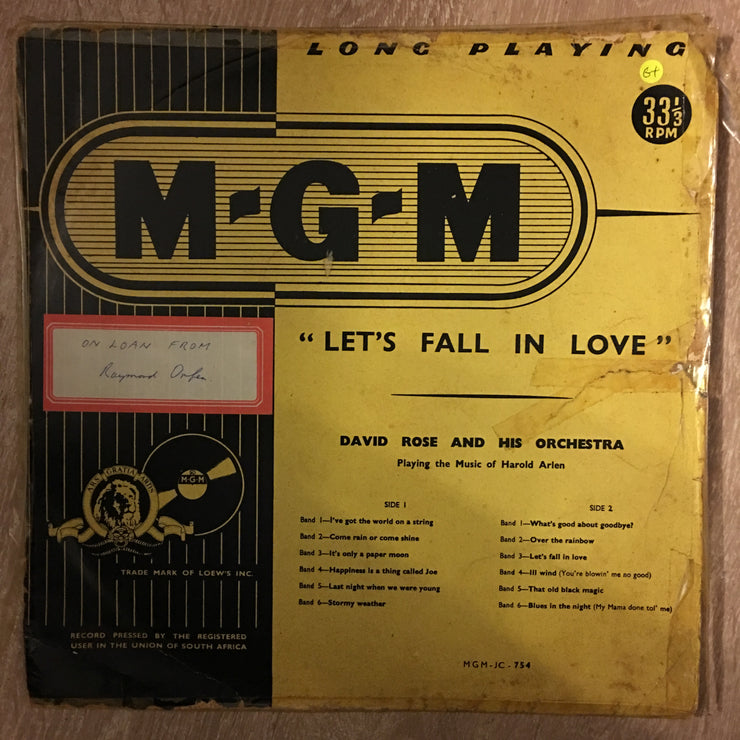 LONG PLAYING
G+
33 1/3
RPM
M-G-M
"LET'S FALL IN LOVE"
ON LOAN FROM
Raymond
DAVID ROSE AND HIS ORCHESTRA
Playing the Music of Harold Arlen
SIDE 1
Band 1—I've got the world on a string
Band 2—Come rain or come shine
Band 3—It's only a paper moon
Band 4—Happiness is a thing called Joe
Band 5—Last night when we were young
Band 6—Stormy weather
SIDE 2
Band 1—What's good about goodbye?
Band 2—Over the rainbow
Band 3—Let's fall in love
Band 4—Ill wind (You're blowin' me no good)
Band 5—That old black magic
Band 6—Blues in the night (My Mama done tol' me)
ARS GRATIA ARTIS
M-G-M
TRADE MARK OF LOEW'S INC.
RECORD PRESSED BY THE REGISTERED
USER IN THE UNION OF SOUTH AFRICA
MGM-JC-754